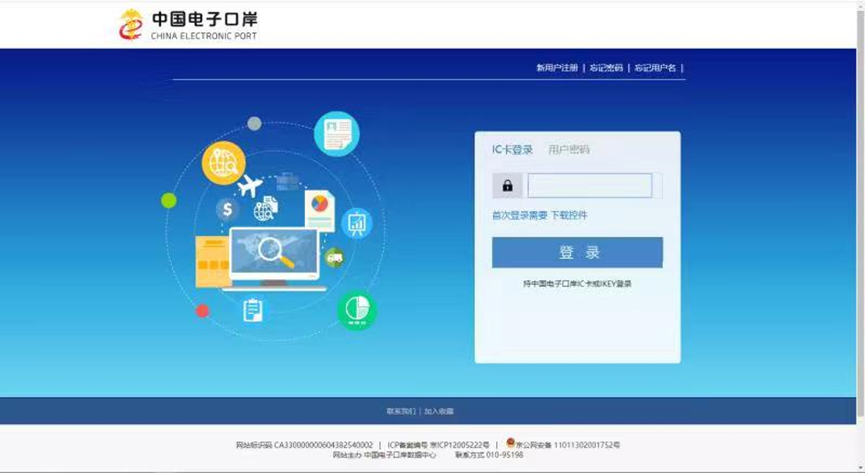 中国电子口岸
CHINA ELECTRONIC PORT
新用户注册 | 忘记密码 | 忘记用户名 |
IC卡登录 用户密码
首次登录需要 下载控件
登 录
持中国电子口岸IC卡或IKEY登录
$
联系我们 | 加入收藏
网站标识码 CA330000000604382540002 | ICP备案编号 京ICP12005222号 | 京公网安备 11011302001752号
网站主办 中国电子口岸数据中心 联系方式 010-95198